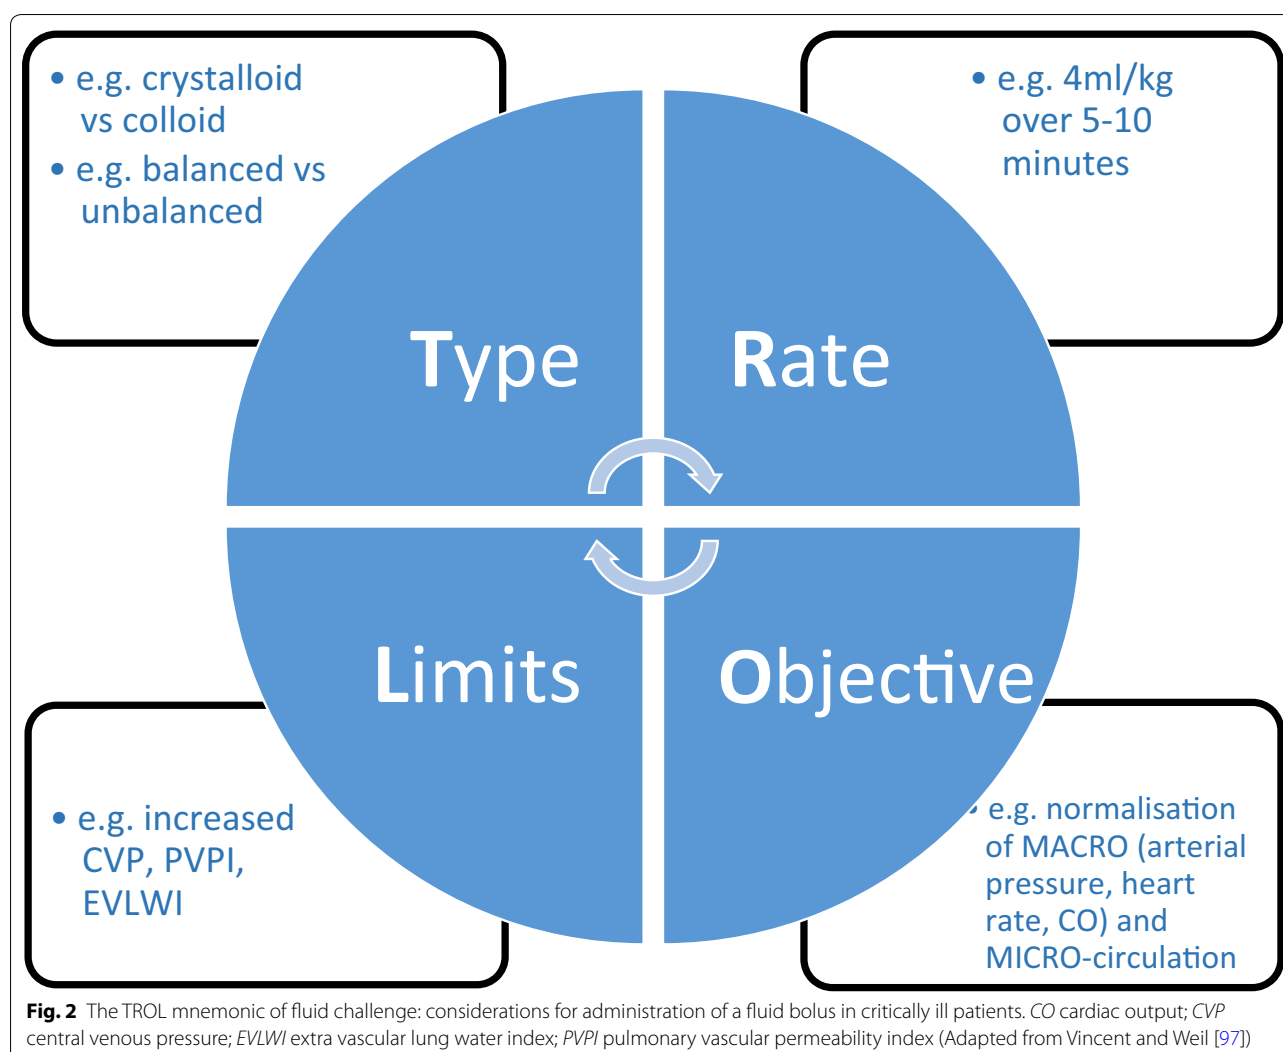 • e.g. crystalloid
vs colloid
• e.g. balanced vs
unbalanced
• e.g. 4ml/kg
over 5-10
minutes
Type
Rate
Limits
Objective
• e.g. increased
CVP, PVPI,
EVLWI
• e.g. normalisation
of MACRO (arterial
pressure, heart
rate, CO) and
MICRO-circulation
Fig. 2 The TROL mnemonic of fluid challenge: considerations for administration of a fluid bolus in critically ill patients. CO cardiac output; CVP
central venous pressure; EVLWI extra vascular lung water index; PVPI pulmonary vascular permeability index (Adapted from Vincent and Weil [97])